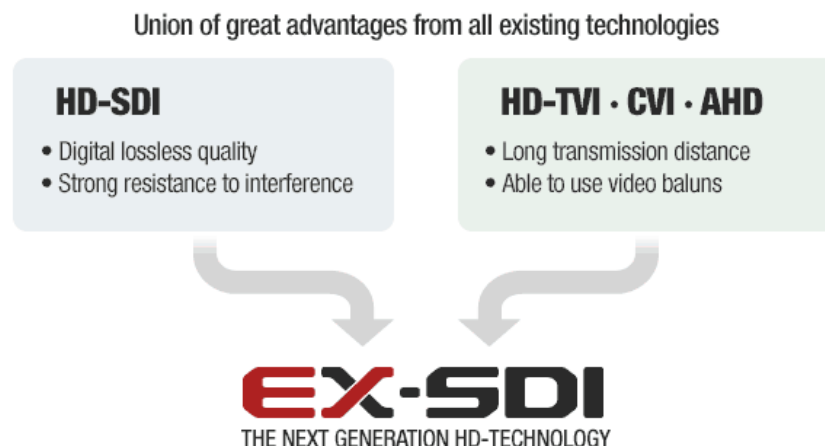 Union of great advantages from all existing technologies
HD-SDI
• Digital lossless quality
• Strong resistance to interference
HD-TVI · CVI · AHD
• Long transmission distance
• Able to use video baluns
EX-SDI
THE NEXT GENERATION HD-TECHNOLOGY